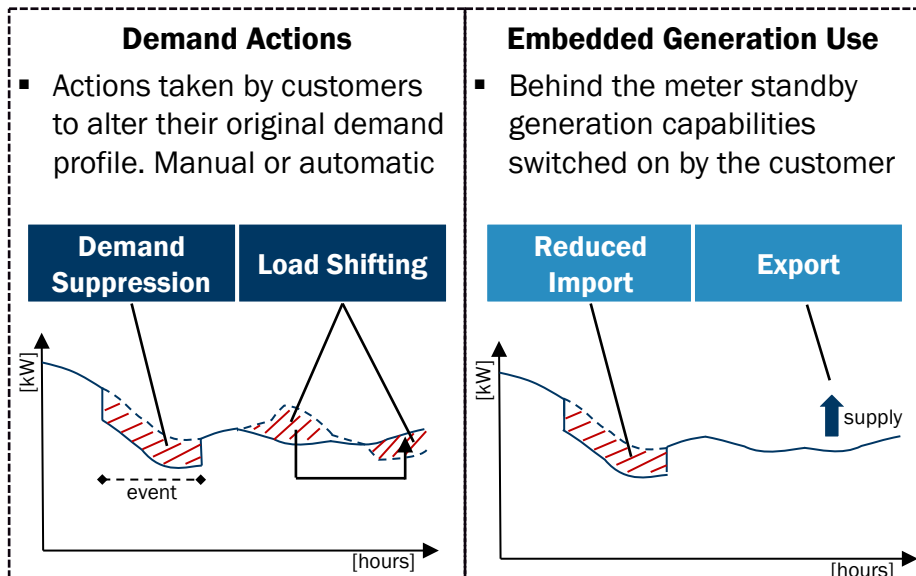 Demand Actions
▪ Actions taken by customers
to alter their original demand
profile. Manual or automatic
Demand
Suppression
Load Shifting
[kW]
event
[hours]
Embedded Generation Use
▪ Behind the meter standby
generation capabilities
switched on by the customer
Reduced
Import
Export
[kW]
supply
[hours]